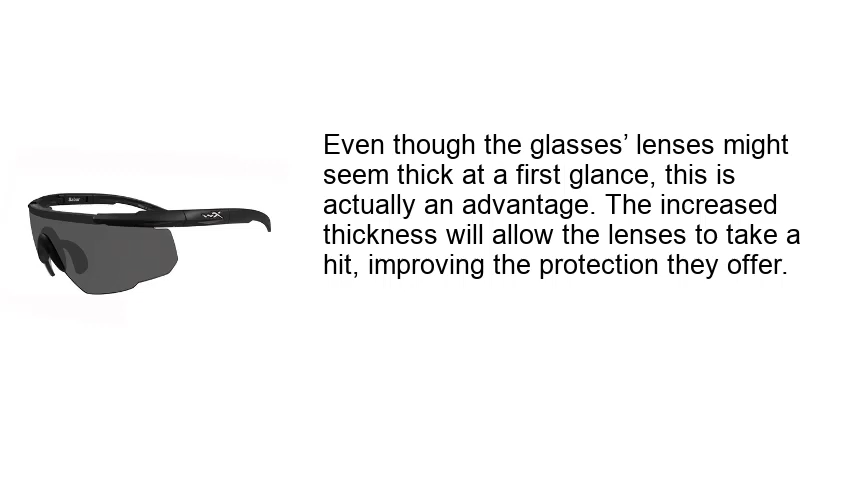 Even though the glasses’ lenses might
seem thick at a first glance, this is
actually an advantage. The increased
thickness will allow the lenses to take a
hit, improving the protection they offer.